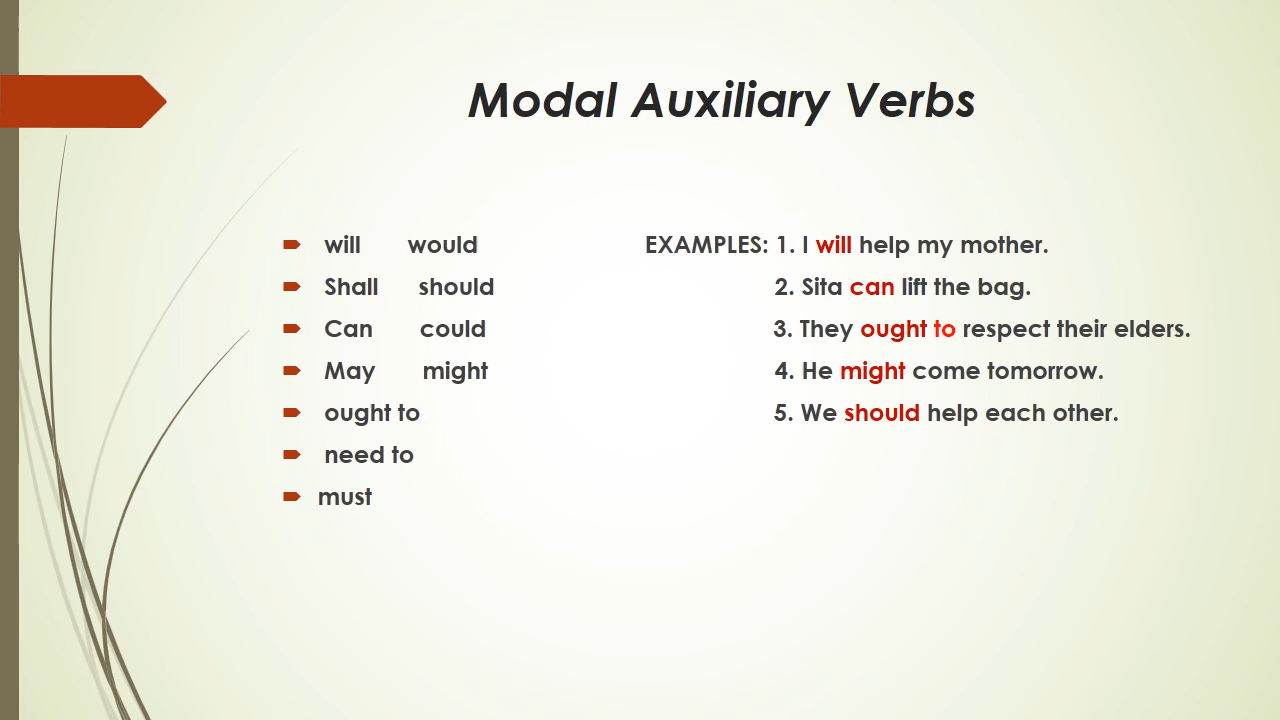 Modal Auxiliary Verbs
will would
Shall should
Can could
May might
ought to
need to
must
EXAMPLES: 1. I will help my mother.
2. Sita can lift the bag.
3. They ought to respect their elders.
4. He might come tomorrow.
5. We should help each other.